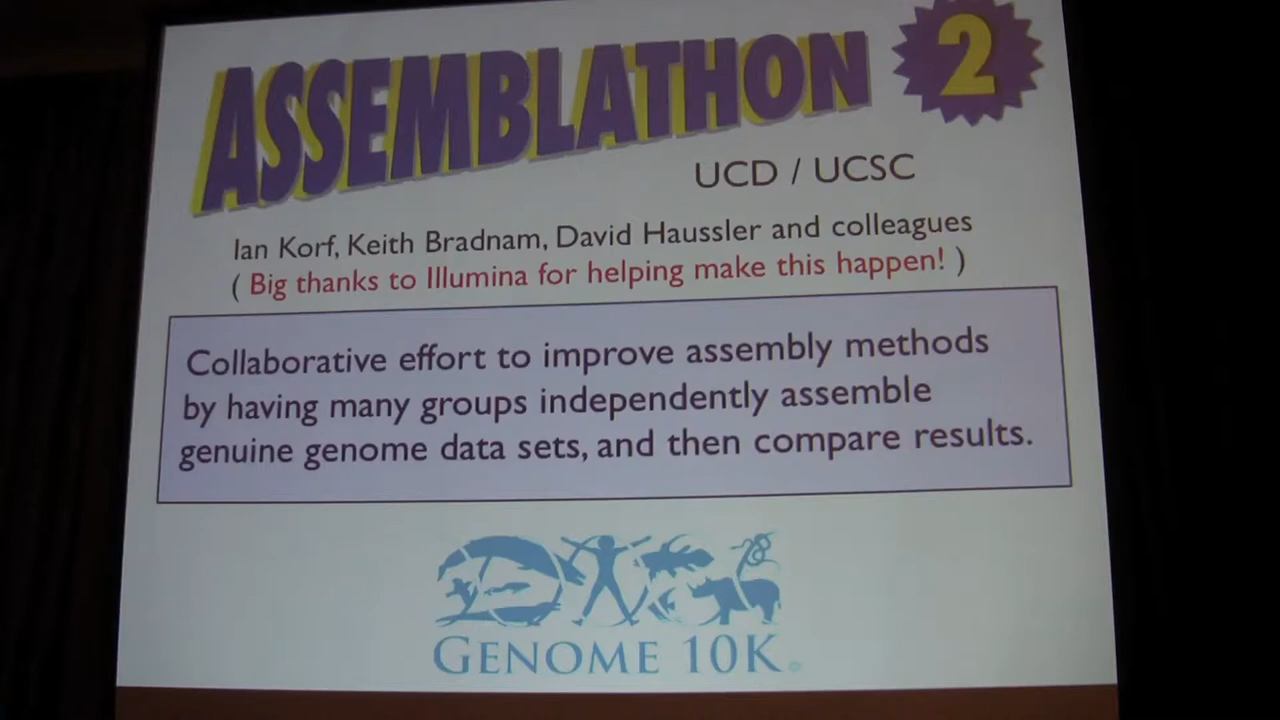 ASSEMBLATHON 2
UCD / UCSC
Ian Korf, Keith Bradnam, David Haussler and colleagues
( Big thanks to Illumina for helping make this happen! )
Collaborative effort to improve assembly methods
by having many groups independently assemble
genuine genome data sets, and then compare results.
GENOME 10K